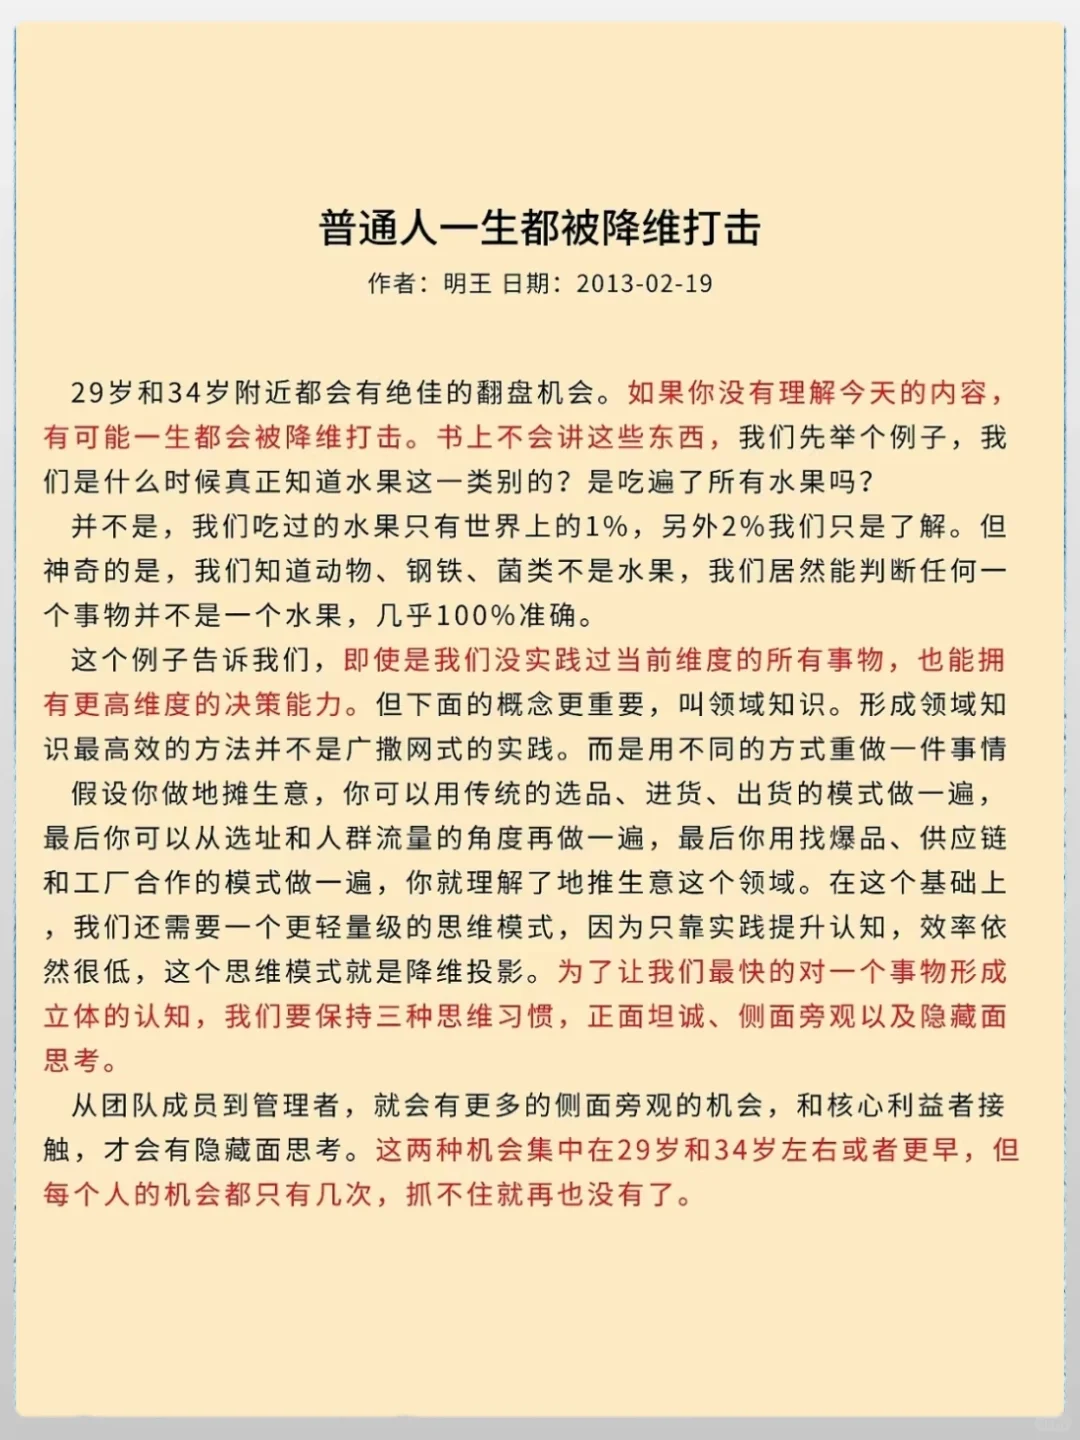 普通人一生都被降维打击
作者：明王 日期：2013-02-19
29岁和34岁附近都会有绝佳的翻盘机会。如果你没有理解今天的内容，
有可能一生都会被降维打击。书上不会讲这些东西，我们先举个例子，我
们是什么时候真正知道水果这一类别的？是吃遍了所有水果吗？
并不是，我们吃过的水果只有世界上的1%，另外2%我们只是了解。但
神奇的是，我们知道动物、钢铁、菌类不是水果，我们居然能判断任何一
个事物并不是一个水果，几乎100%准确。
这个例子告诉我们，即使是我们没实践过当前维度的所有事物，也能拥
有更高维度的决策能力。但下面的概念更重要，叫领域知识。形成领域知
识最高效的方法并不是广撒网式的实践。而是用不同的方式重做一件事情
假设你做地摊生意，你可以用传统的选品、进货、出货的模式做一遍，
最后你可以从选址和人群流量的角度再做一遍，最后你用找爆品、供应链
和工厂合作的模式做一遍，你就理解了地推生意这个领域。在这个基础上
，我们还需要一个更轻量级的思维模式，因为只靠实践提升认知，效率依
然很低，这个思维模式就是降维投影。为了让我们最快的对一个事物形成
立体的认知，我们要保持三种思维习惯，正面坦诚、侧面旁观以及隐藏面
思考。
从团队成员到管理者，就会有更多的侧面旁观的机会，和核心利益者接
触，才会有隐藏面思考。这两种机会集中在29岁和34岁左右或者更早，但
每个人的机会都只有几次，抓不住就再也没有了。